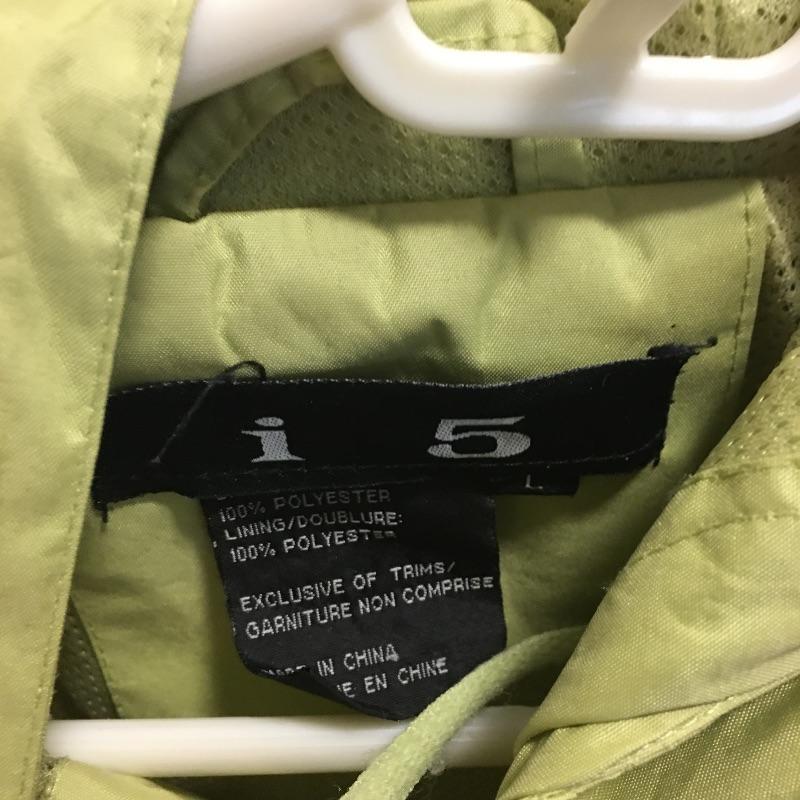 i 5
L
100% POLYESTER
LINING/DOUBLURE:
100% POLYESTER
EXCLUSIVE OF TRIMS/
GARNITURE NON COMPRISE
IN CHINA
EN CHINE